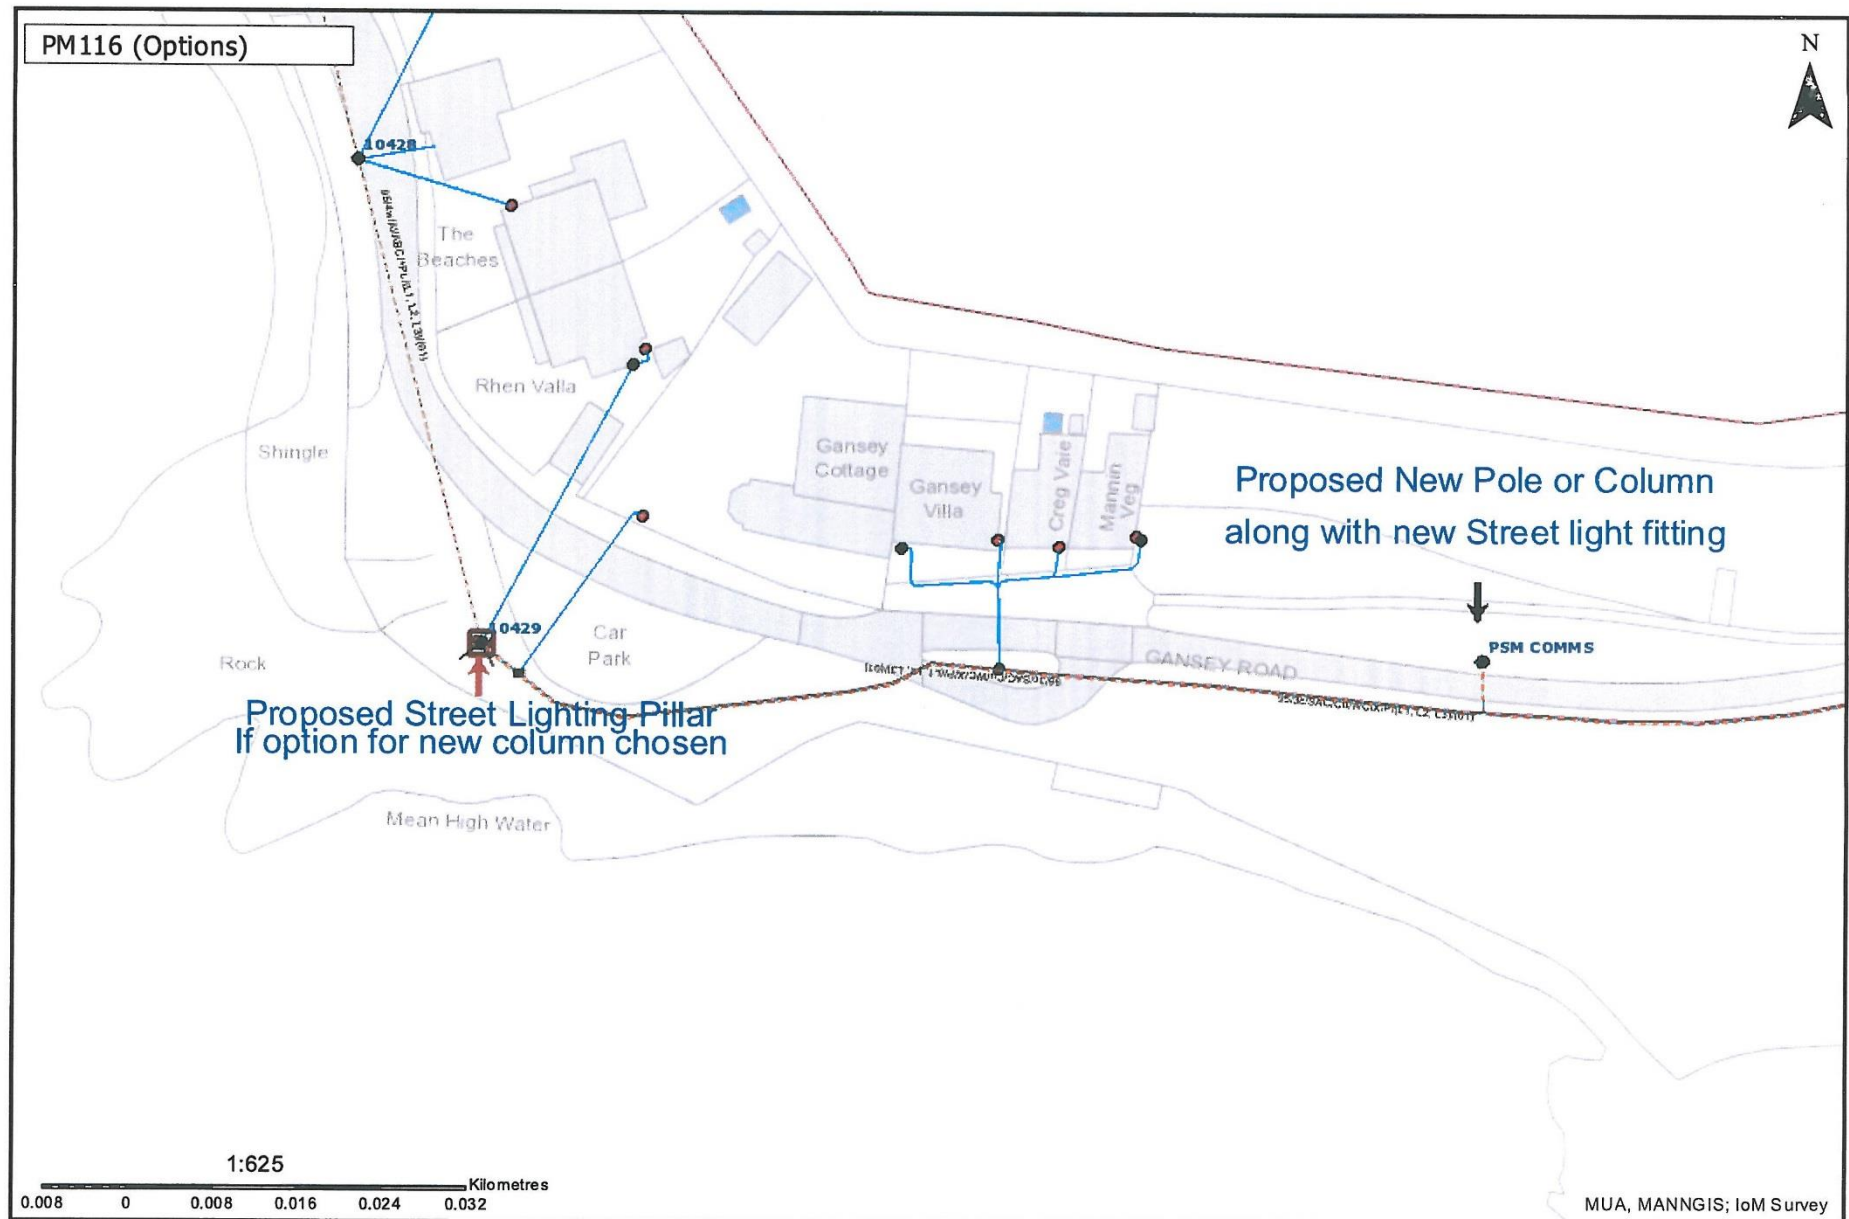 PM116 (Options)
N
10428
The
Beaches
Rhen Valla
Shingle
Gansey
Cottage
Gansey
Villa
Creg Vaie
Mannin
Veg
Proposed New Pole or Column
along with new Street light fitting
10429
Car
Park
Rock
GANSEY ROAD
PSM COMMS
Proposed Street Lighting Pillar
If option for new column chosen
Mean High Water
1:625
Kilometres
0.008 0 0.008 0.016 0.024 0.032
MUA, MANNGIS; IoM Survey